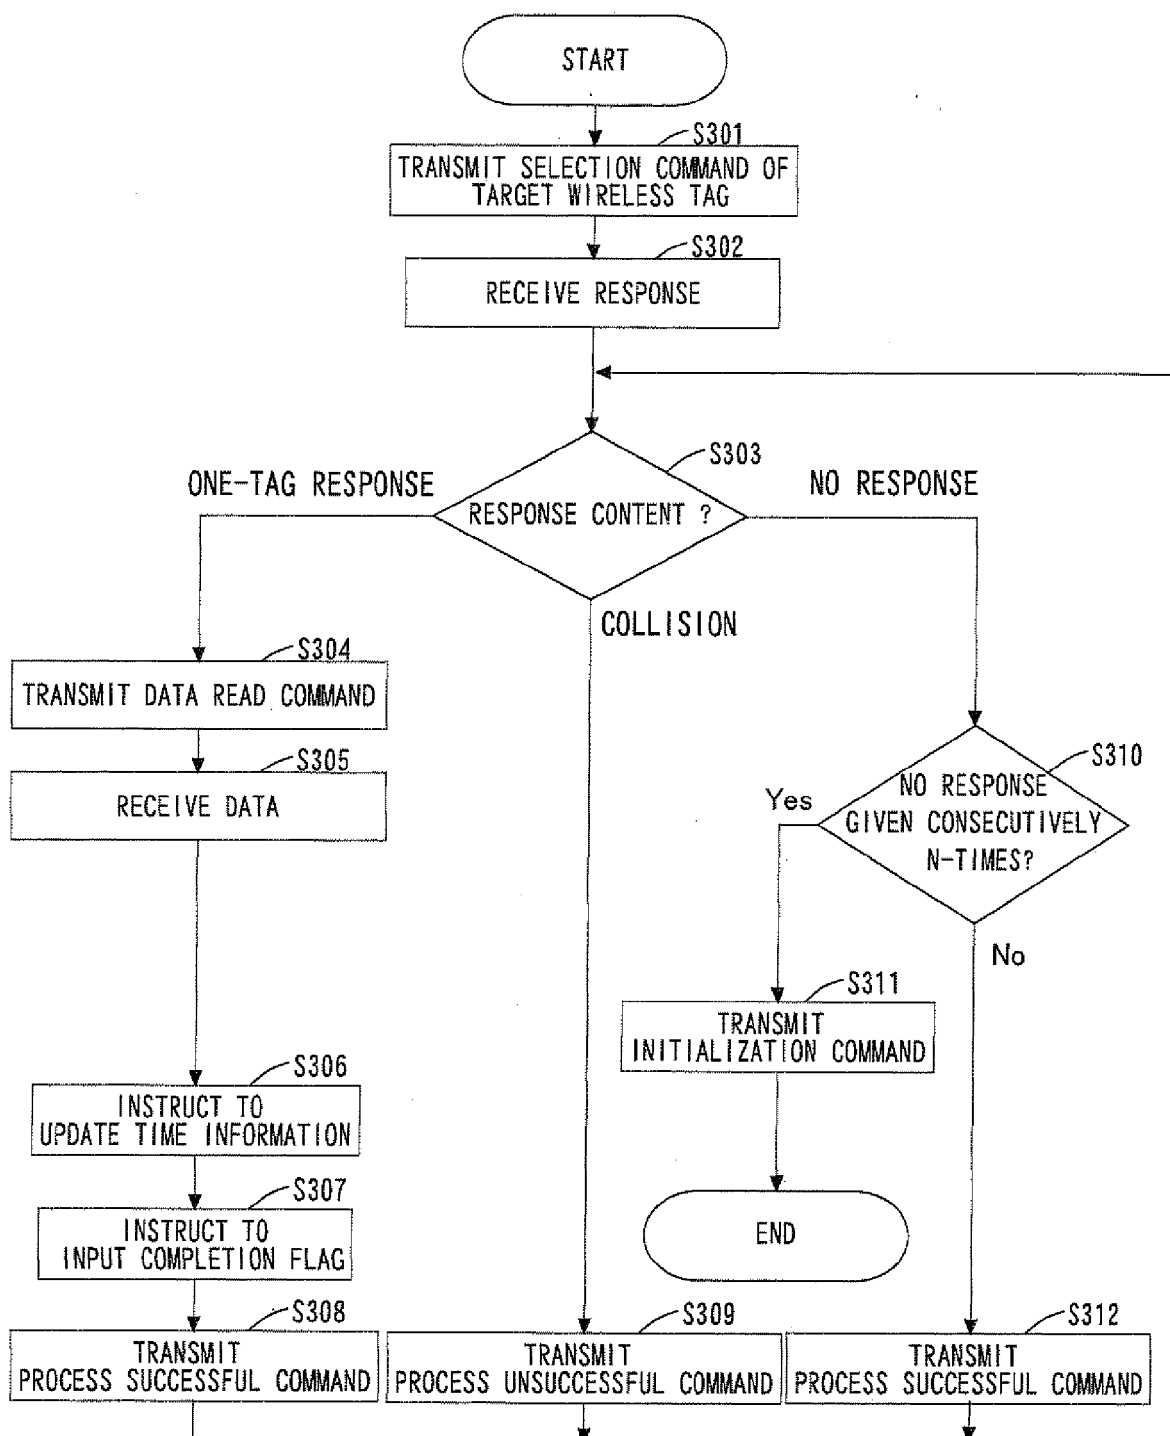 START
S301
TRANSMIT SELECTION COMMAND OF
TARGET WIRELESS TAG
S302
RECEIVE RESPONSE
S303
ONE-TAG RESPONSE
NO RESPONSE
RESPONSE CONTENT ?
COLLISION
S304
TRANSMIT DATA READ COMMAND
S305
RECEIVE DATA
S310
NO RESPONSE
GIVEN CONSECUTIVELY
N-TIMES?
Yes
No
S311
TRANSMIT
INITIALIZATION COMMAND
END
S306
INSTRUCT TO
UPDATE TIME INFORMATION
S307
INSTRUCT TO
INPUT COMPLETION FLAG
S308
TRANSMIT
PROCESS SUCCESSFUL COMMAND
S309
TRANSMIT
PROCESS UNSUCCESSFUL COMMAND
S312
TRANSMIT
PROCESS SUCCESSFUL COMMAND